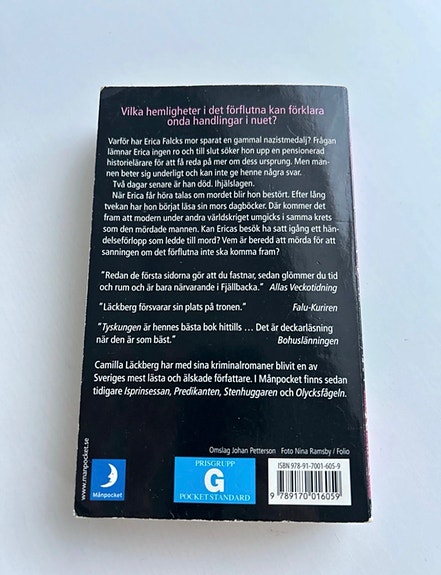 Vilka hemligheter i det förflutna kan förklara
onda handlingar i nuet?
Varför har Erica Falcks mor sparat en gammal nazistmedalj? Frågan
lämnar Erica ingen ro och till slut söker hon upp en pensionerad
historielärare för att få reda på mer om dess ursprung. Men man-
nen beter sig underligt och kan inte ge henne några svar.
Två dagar senare är han död. Ihjälslagen.
När Erica får höra talas om mordet blir hon bestört. Efter lång
tvekan har hon börjat läsa sin mors dagböcker. Där kommer det
fram att modern under andra världskriget umgicks i samma krets
som den mördade mannen. Kan Ericas besök ha satt igång ett hän-
delseförlopp som ledde till mord? Vem är beredd att mörda för att
sanningen om det förflutna inte ska komma fram?
"Redan de första sidorna gör att du fastnar, sedan glömmer du tid
och rum och är bara närvarande i Fjällbacka." Allas Veckotidning
"Läckberg försvarar sin plats på tronen." Falu-Kuriren
"Tyskungen är hennes bästa bok hittills ... Det är deckarläsning
när den är som bäst." Bohuslänningen
Camilla Läckberg har med sina kriminalromaner blivit en av
Sveriges mest lästa och älskade författare. I Månpocket finns sedan
tidigare Isprinsessan, Predikanten, Stenhuggaren och Olycksfågeln.
Omslag Johan Petterson Foto Nina Ramsby / Folio
www.manpocket.se
Månpocket
PRISGRUPP
G
POCKET STANDARD
ISBN 978-91-7001-605-9
9789170016059